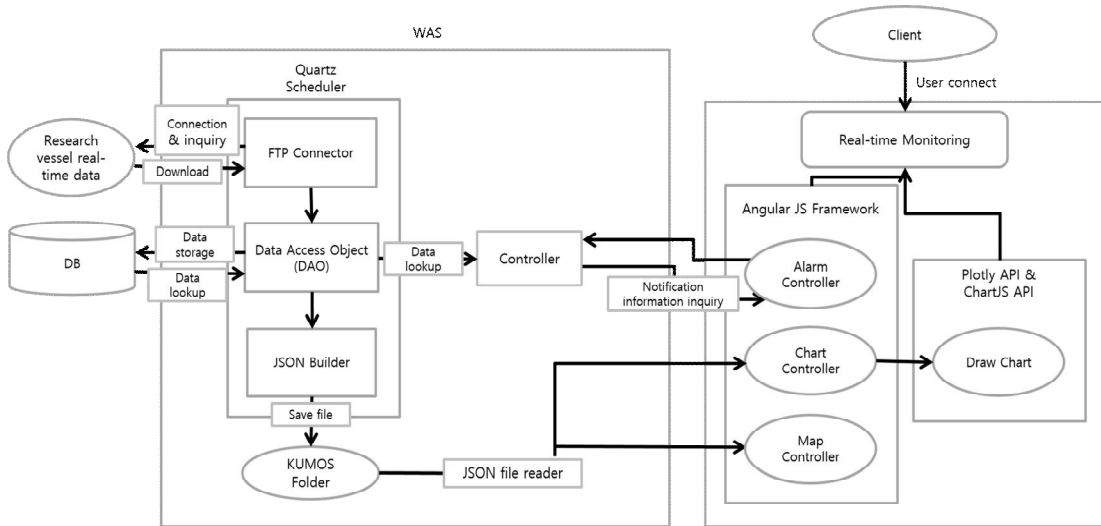 WAS
Client
Quartz
Scheduler
User connect
Connection
& inquiry
Research
vessel real-
time data
FTP Connector
Real-time Monitoring
Download
Angular JS Framework
Data
storage
Data Access Object
(DAO)
Data
lookup
Controller
DB
Data
lookup
Alarm
Controller
Plotly API &
ChartJS API
Notification
information inquiry
JSON Builder
Chart
Controller
Draw Chart
Save file
KUMOS
Folder
JSON file reader
Map
Controller